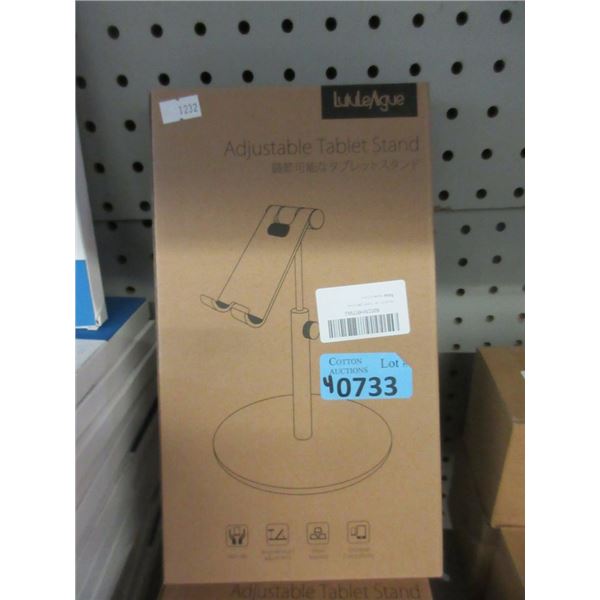 LuluLeAgue
1232
Adjustable Tablet Stand
調節可能なタブレットスタンド
COTTON
AUCTIONS
Lot #
40733
Adjustable Tablet Stand